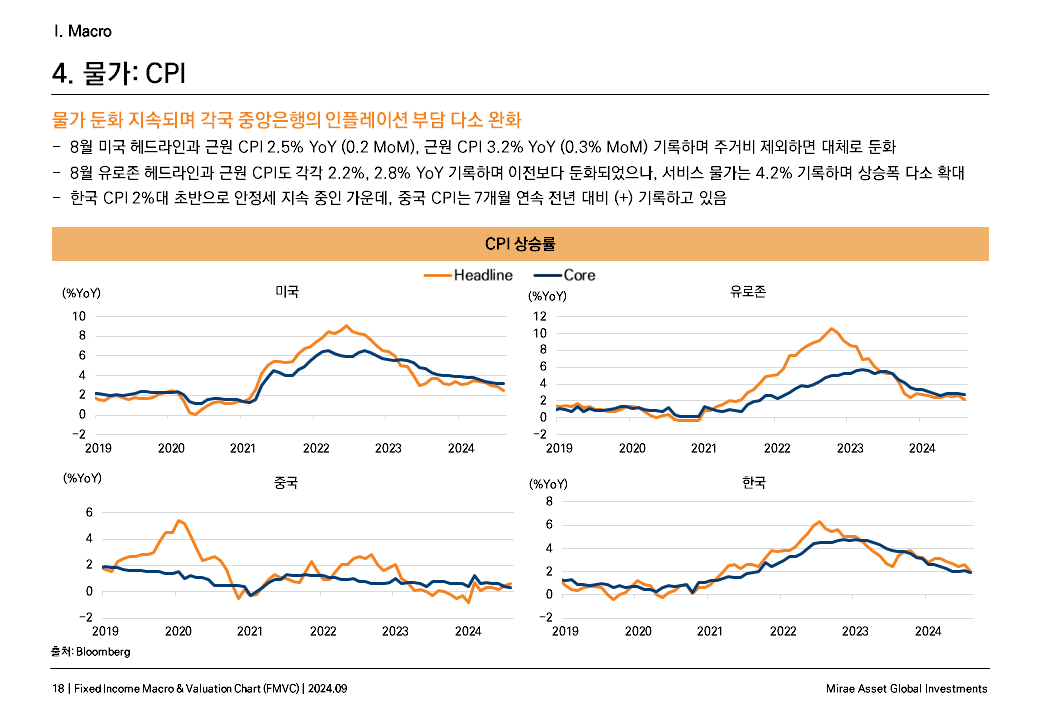 I. Macro
4. 물가: CPI
물가 둔화 지속되며 각국 중앙은행의 인플레이션 부담 다소 완화
- 8월 미국 헤드라인과 근원 CPI 2.5% YoY (0.2 MoM), 근원 CPI 3.2% YoY (0.3% MoM) 기록하며 주거비 제외하면 대체로 둔화
- 8월 유로존 헤드라인과 근원 CPI도 각각 2.2%, 2.8% YoY 기록하며 이전보다 둔화되었으나, 서비스 물가는 4.2% 기록하며 상승폭 다소 확대
- 한국 CPI 2%대 초반으로 안정세 지속 중인 가운데, 중국 CPI는 7개월 연속 전년 대비 (+) 기록하고 있음
CPI 상승률
Headline Core
(%YoY) 미국
10
8
6
4
2
0
-2
2019 2020 2021 2022 2023 2024
(%YoY) 유로존
12
10
8
6
4
2
0
-2
2019 2020 2021 2022 2023 2024
(%YoY) 중국
6
4
2
0
-2
2019 2020 2021 2022 2023 2024
(%YoY) 한국
8
6
4
2
0
-2
2019 2020 2021 2022 2023 2024
출처: Bloomberg
18 | Fixed Income Macro & Valuation Chart (FMVC) | 2024.09
Mirae Asset Global Investments